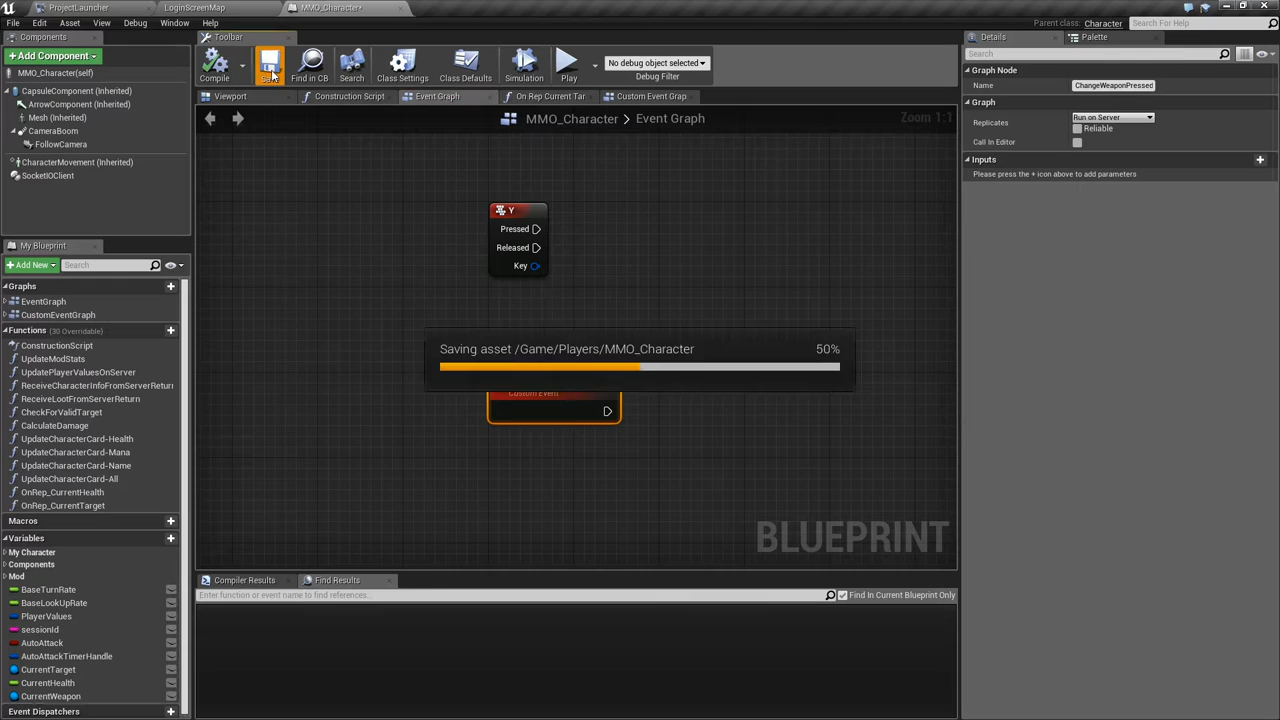 ProjectLauncher
LoginScreenMap
MMO_Character*
File Edit Asset View Debug Window Help
Parent class: Character
Search For Help
Components
Toolbar
Details
Palette
+ Add Component
Compile
Find in CB
Search
Class Settings
Class Defaults
Simulation
Play
No debug object selected
Debug Filter
Search
MMO_Character(self)
CapsuleComponent (Inherited)
ArrowComponent (Inherited)
Mesh (Inherited)
CameraBoom
FollowCamera
CharacterMovement (Inherited)
SocketIOClient
Viewport
Construction Script
Event Graph
On Rep Current Tar
Custom Event Grap
MMO_Character > Event Graph
Zoom 1:1
Graph Node
Name ChangeWeaponPressed
Graph
Replicates Run on Server
Reliable
Call In Editor
Inputs
Please press the + icon above to add parameters
Y
Pressed
Released
Key
Saving asset /Game/Players/MMO_Character 50%
Custom Event
BLUEPRINT
My Blueprint
+ Add New Search
Graphs
EventGraph
CustomEventGraph
Functions (30 Overridable)
ConstructionScript
UpdateModStats
UpdatePlayerValuesOnServer
ReceiveCharacterInfoFromServerReturn
ReceiveLootFromServerReturn
CheckForValidTarget
CalculateDamage
UpdateCharacterCard-Health
UpdateCharacterCard-Mana
UpdateCharacterCard-Name
UpdateCharacterCard-All
OnRep_CurrentHealth
OnRep_CurrentTarget
Macros
Variables
My Character
Components
Mod
BaseTurnRate
BaseLookUpRate
PlayerValues
sessionId
AutoAttack
AutoAttackTimerHandle
CurrentTarget
CurrentHealth
CurrentWeapon
Event Dispatchers
Compiler Results
Find Results
Enter function or event name to find references...
Find In Current Blueprint Only